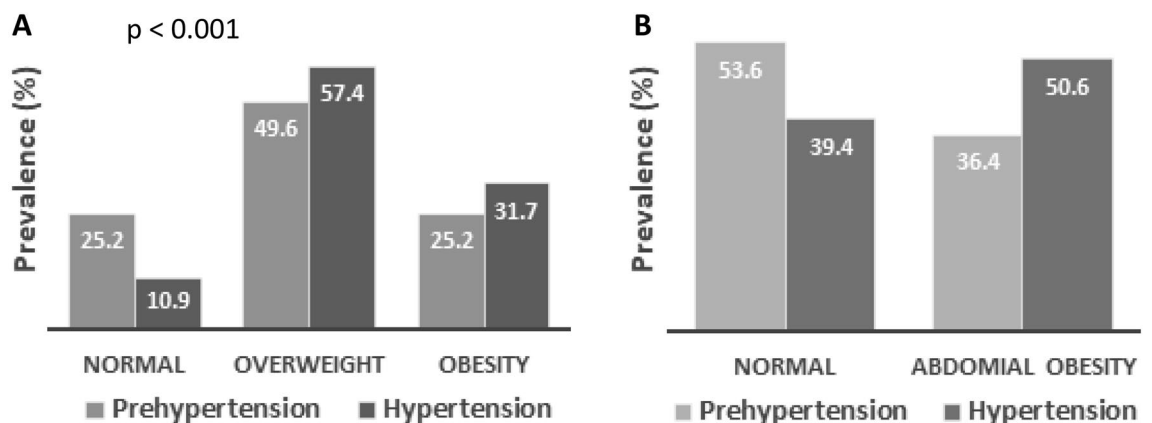 A
p < 0.001
Prevalence (%)
25.2
10.9
49.6
57.4
25.2
31.7
NORMAL OVERWEIGHT OBESITY
Prehypertension Hypertension
B
Prevalence (%)
53.6
39.4
36.4
50.6
NORMAL ABDOMIAL OBESITY
Prehypertension Hypertension